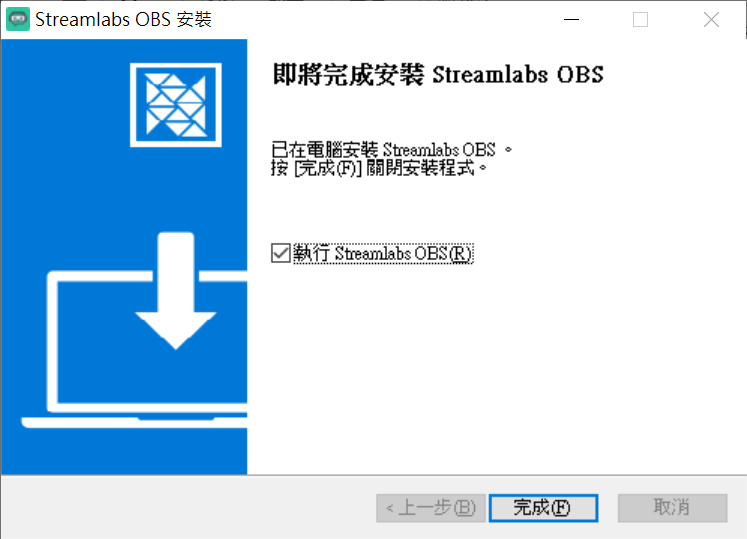 Streamlabs OBS 安裝
即將完成安裝 Streamlabs OBS
已在電腦安裝 Streamlabs OBS 。
按 [完成(F)] 關閉安裝程式。
執行 Streamlabs OBS(R)
< 上一步(B) 完成(F) 取消